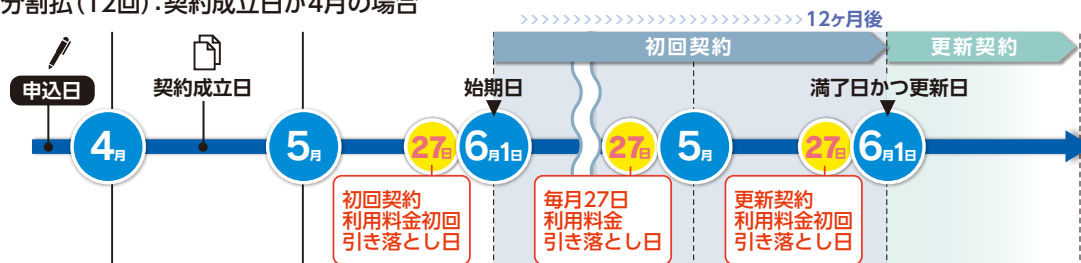 分割払(12回):契約成立日が4月の場合
12ヶ月後
初回契約
更新契約
申込日
契約成立日
始期日
満了日かつ更新日
4月
5月
27日
6月1日
27日
5月
27日
6月1日
初回契約
利用料金初回
引き落とし日
毎月27日
利用料金
引き落とし日
更新契約
利用料金初回
引き落とし日